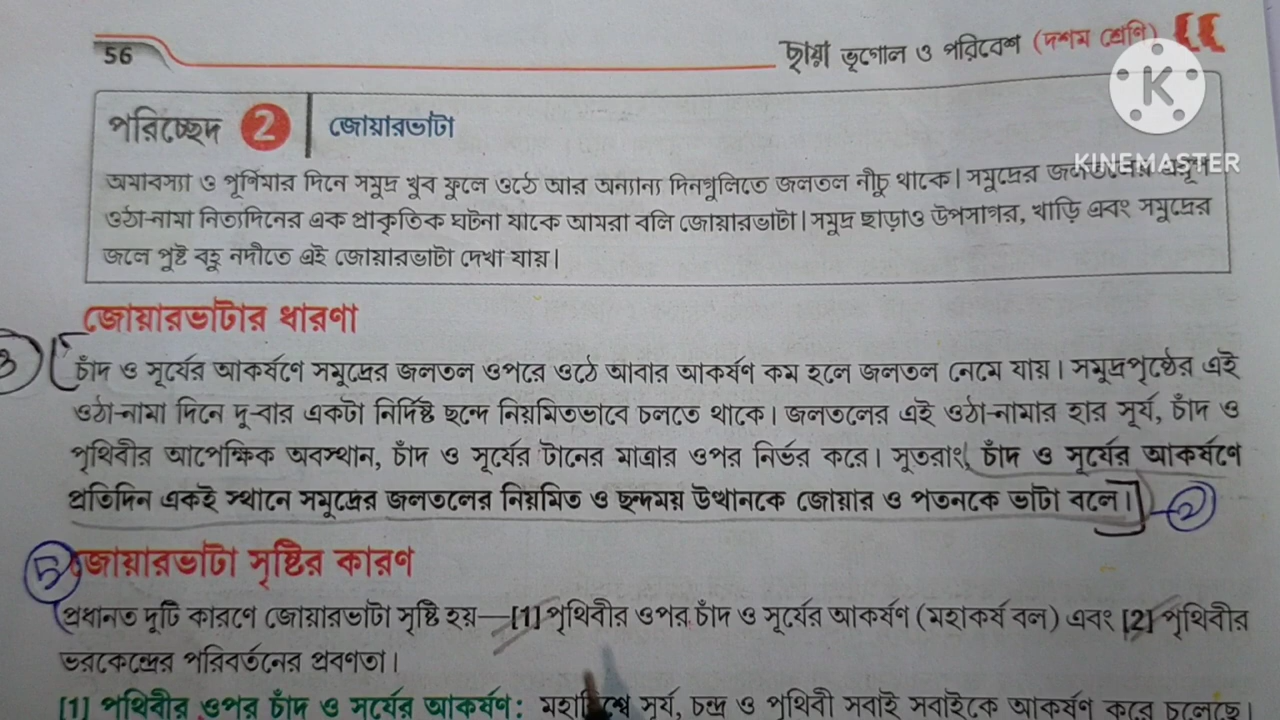 56
ছায়া ভূগোল ও পরিবেশ (দশম শ্রেণি)
KINEMASTER
পরিচ্ছেদ 2 জোয়ারভাটা
অমাবস্যা ও পূর্ণিমার দিনে সমুদ্র খুব ফুলে ওঠে আর অন্যান্য দিনগুলিতে জলতল নীচু থাকে। সমুদ্রের জলতলের
ওঠা-নামা নিত্যদিনের এক প্রাকৃতিক ঘটনা যাকে আমরা বলি জোয়ারভাটা। সমুদ্র ছাড়াও উপসাগর, খাড়ি এবং সমুদ্রের
জলে পুষ্ট বহু নদীতে এই জোয়ারভাটা দেখা যায়।
জোয়ারভাটার ধারণা
চাঁদ ও সূর্যের আকর্ষণে সমুদ্রের জলতল ওপরে ওঠে আবার আকর্ষণ কম হলে জলতল নেমে যায়। সমুদ্রপৃষ্ঠের এই
ওঠা-নামা দিনে দু-বার একটা নির্দিষ্ট ছন্দে নিয়মিতভাবে চলতে থাকে। জলতলের এই ওঠা-নামার হার সূর্য, চাঁদ ও
পৃথিবীর আপেক্ষিক অবস্থান, চাঁদ ও সূর্যের টানের মাত্রার ওপর নির্ভর করে। সুতরাং, চাঁদ ও সূর্যের আকর্ষণে
প্রতিদিন একই স্থানে সমুদ্রের জলতলের নিয়মিত ও ছন্দময় উত্থানকে জোয়ার ও পতনকে ভাটা বলে। 2
5 জোয়ারভাটা সৃষ্টির কারণ
প্রধানত দুটি কারণে জোয়ারভাটা সৃষ্টি হয়—[1] পৃথিবীর ওপর চাঁদ ও সূর্যের আকর্ষণ (মহাকর্ষ বল) এবং [2] পৃথিবীর
ভরকেন্দ্রের পরিবর্তনের প্রবণতা।
[1] পৃথিবীর ওপর চাঁদ ও সূর্যের আকর্ষণ: মহাবিশ্বে সূর্য, চন্দ্র ও পৃথিবী সবাই সবাইকে আকর্ষণ করে চলেছে।